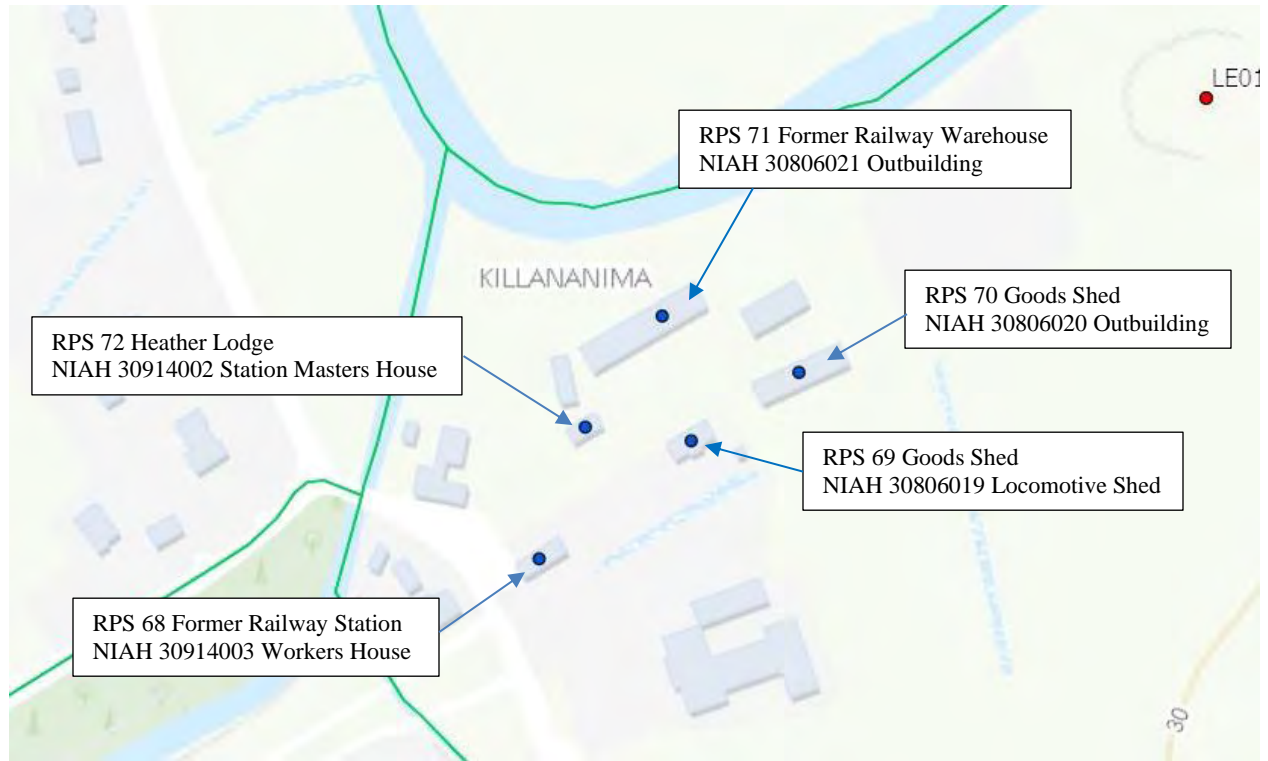 LE01
RPS 71 Former Railway Warehouse
NIAH 30806021 Outbuilding
KILLANANIMA
RPS 70 Goods Shed
NIAH 30806020 Outbuilding
RPS 72 Heather Lodge
NIAH 30914002 Station Masters House
RPS 69 Goods Shed
NIAH 30806019 Locomotive Shed
RPS 68 Former Railway Station
NIAH 30914003 Workers House
30